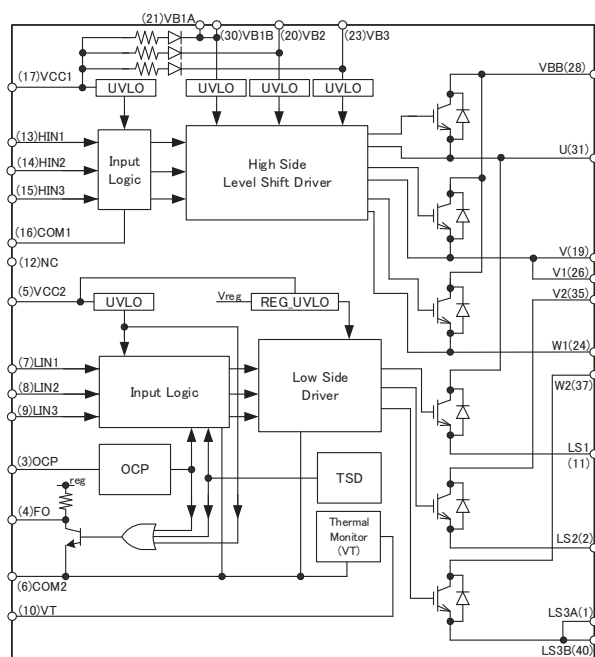 (21)VB1A
(30)VB1B (20)VB2 (23)VB3
(17)VCC1
VBB(28)
UVLO
UVLO UVLO UVLO
(13)HIN1
(14)HIN2
(15)HIN3
Input
Logic
High Side
Level Shift Driver
U(31)
(16)COM1
(12)NC
V(19)
V1(26)
(5)VCC2
UVLO
Vreg
REG_UVLO
V2(35)
W1(24)
W2(37)
(7)LIN1
(8)LIN2
(9)LIN3
Input Logic
Low Side
Driver
LS1
(11)
(3)OCP
OCP
TSD
reg
(4)FO
Thermal
Monitor
(VT)
LS2(2)
(6)COM2
(10)VT
LS3A(1)
LS3B(40)